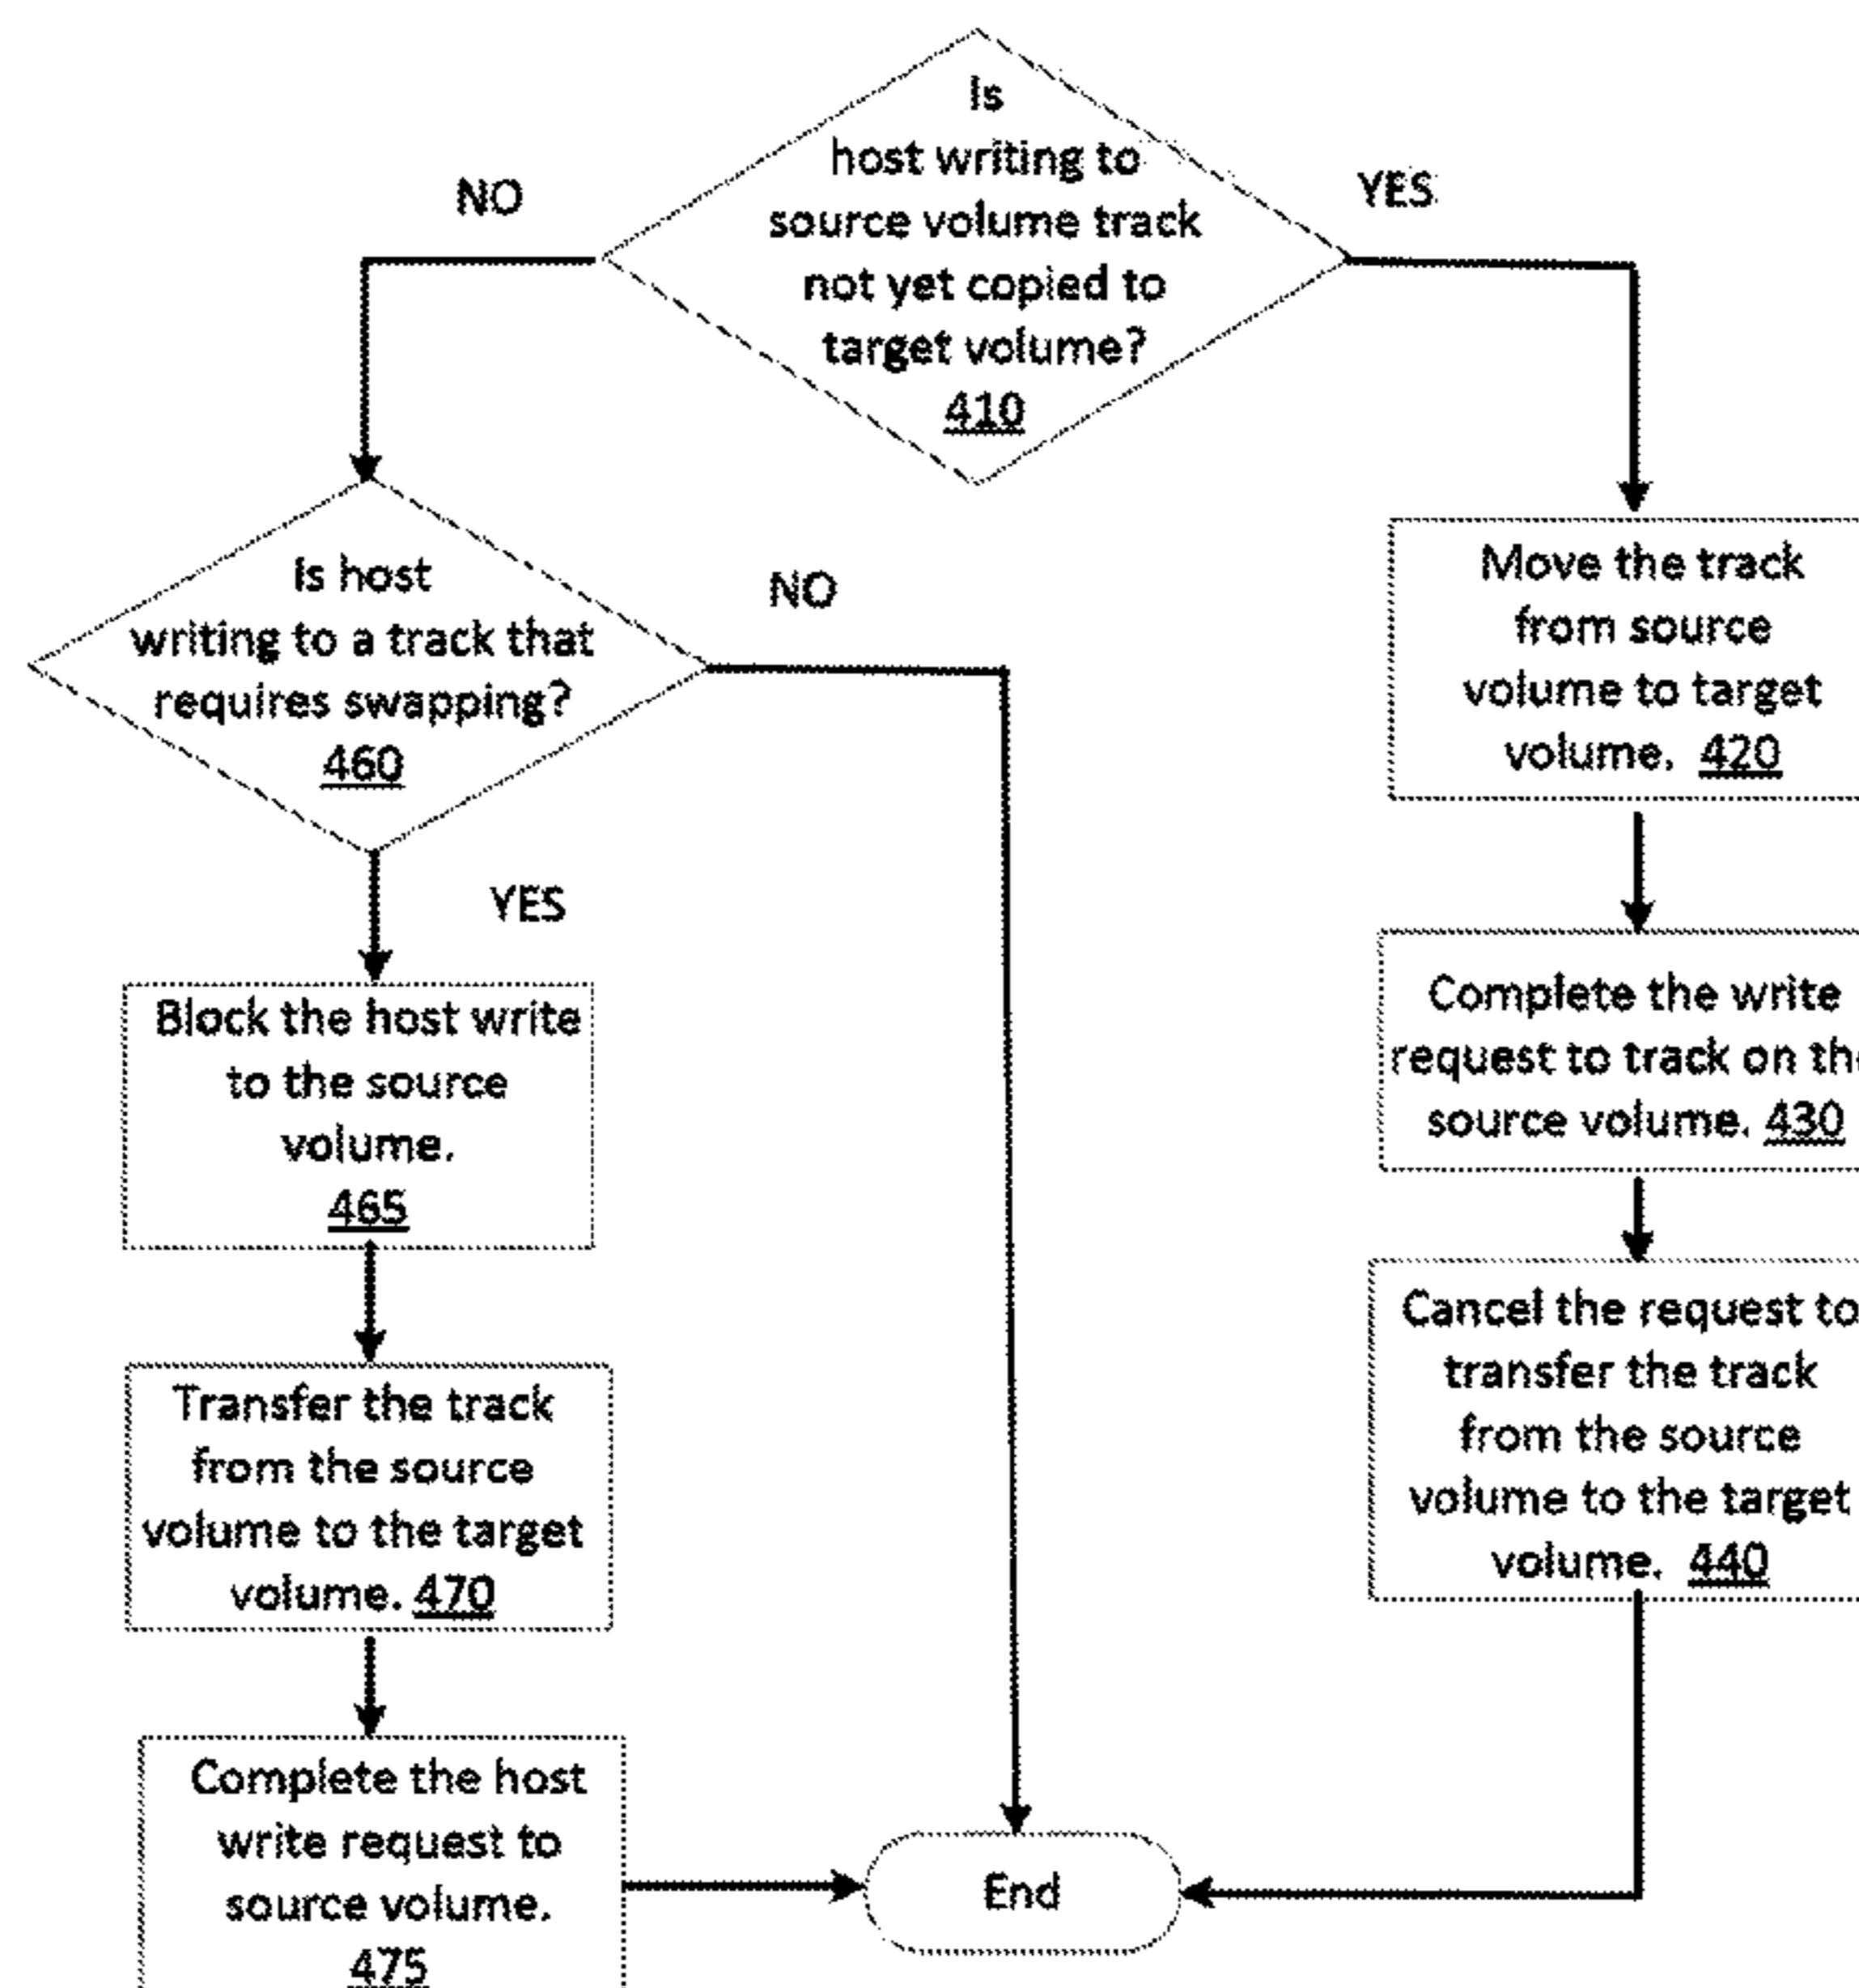 Is
host writing to
source volume track
not yet copied to
target volume?
410
NO
YES
Is host
writing to a track that
requires swapping?
460
NO
YES
Move the track
from source
volume to target
volume. 420
Complete the write
request to track on
source volume. 430
Cancel the request to
transfer the track
from the source
volume to the target
volume. 440
Block the host write
to the source
volume.
465
Transfer the track
from the source
volume to the target
volume. 470
Complete the host
write request to
source volume.
475
End